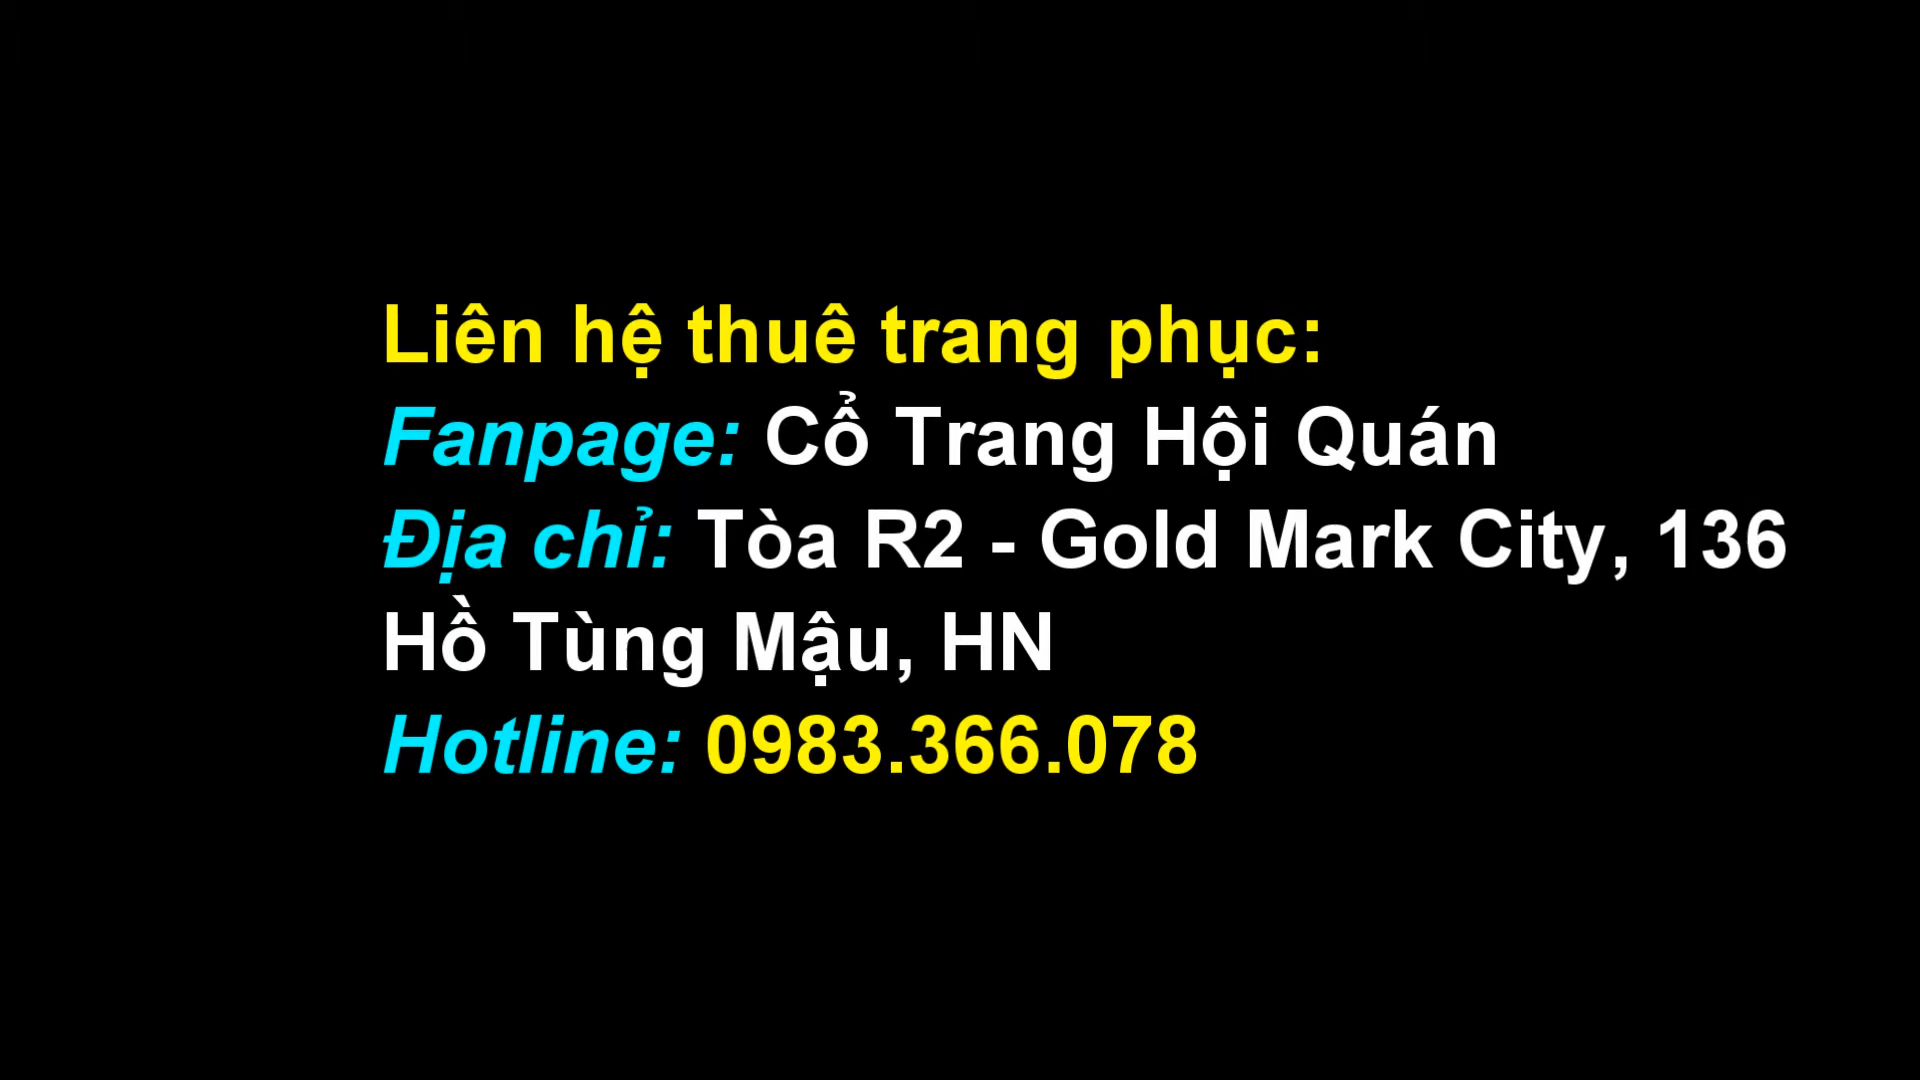 Liên hệ thuê trang phục:
Fanpage: Cổ Trang Hội Quán
Địa chỉ: Tòa R2 - Gold Mark City, 136
Hồ Tùng Mậu, HN
Hotline: 0983.366.078